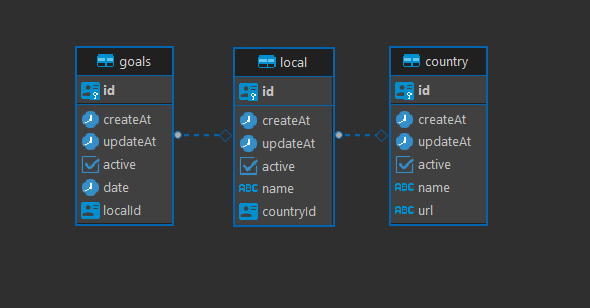 goals
id
createAt
updateAt
active
date
localId
local
id
createAt
updateAt
active
ABC name
countryId
country
id
createAt
updateAt
active
ABC name
ABC url